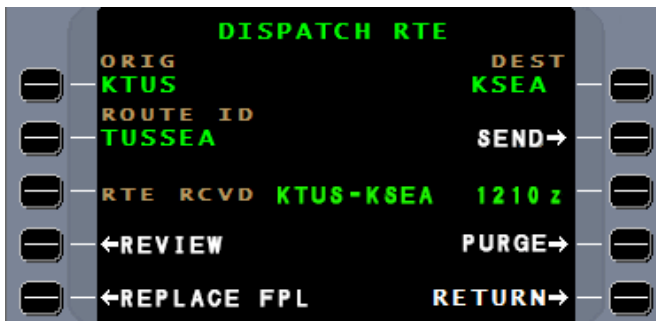 DISPATCH RTE
ORIG DEST
KTUS KSEA
ROUTE ID
TUSSEA SEND→
RTE RCVD KTUS-KSEA 1210 z
←REVIEW PURGE→
←REPLACE FPL RETURN→